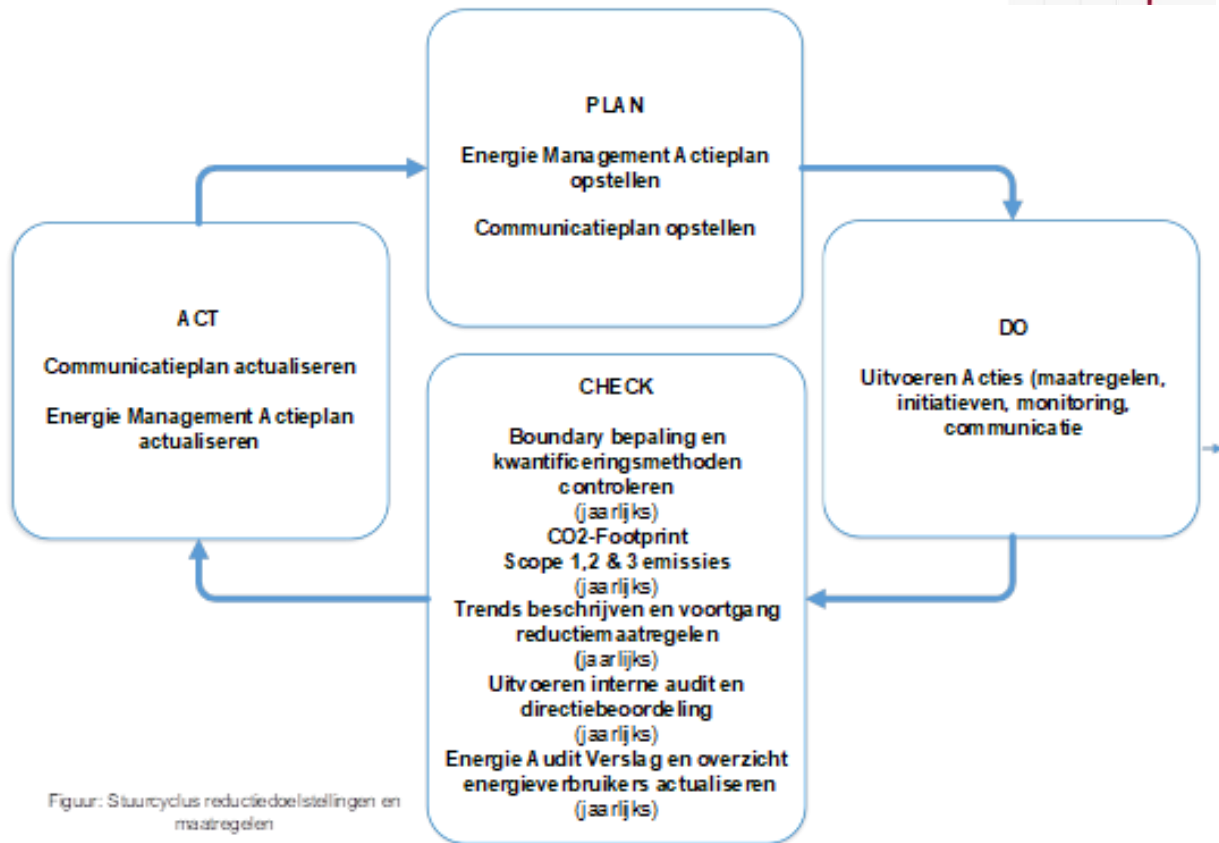 PLAN
Energie Management Actieplan
opstellen
Communicatieplan opstellen
ACT
Communicatieplan actualiseren
Energie Management Actieplan
actualiseren
DO
Uitvoeren Acties (maatregelen,
initiatieven, monitoring,
communicatie
CHECK
Boundary bepaling en
kwantificeringsmethoden
controleren
(jaarlijks)
CO2-Footprint
Scope 1,2 & 3 emissies
(jaarlijks)
Trends beschrijven en voortgang
reductiemaatregelen
(jaarlijks)
Uitvoeren interne audit en
directiebeoordeling
(jaarlijks)
Energie Audit Verslag en overzicht
energieverbruikers actualiseren
(jaarlijks)
Figuur: Stuurcyclus reductiedoelstellingen en
maatregelen